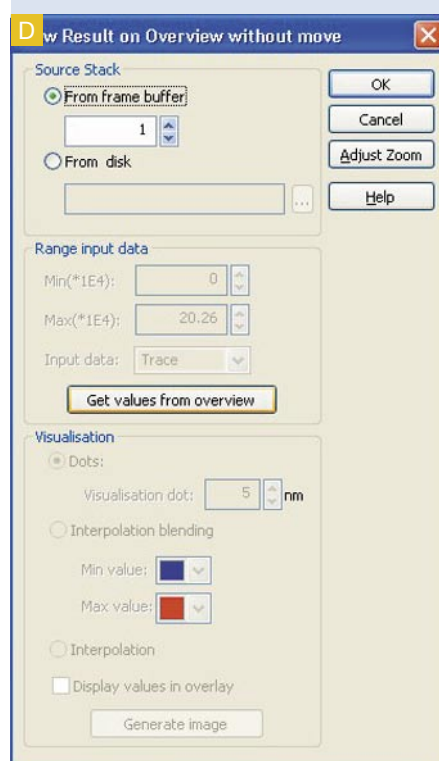 D
w Result on Overview without move
Source Stack
From frame buffer
1
From disk
...
OK
Cancel
Adjust Zoom
Help
Range input data
Min(*1E4): 0
Max(*1E4): 20.26
Input data: Trace
Get values from overview
Visualisation
Dots:
Visualisation dot: 5 nm
Interpolation blending
Min value:
Max value:
Interpolation
Display values in overlay
Generate image